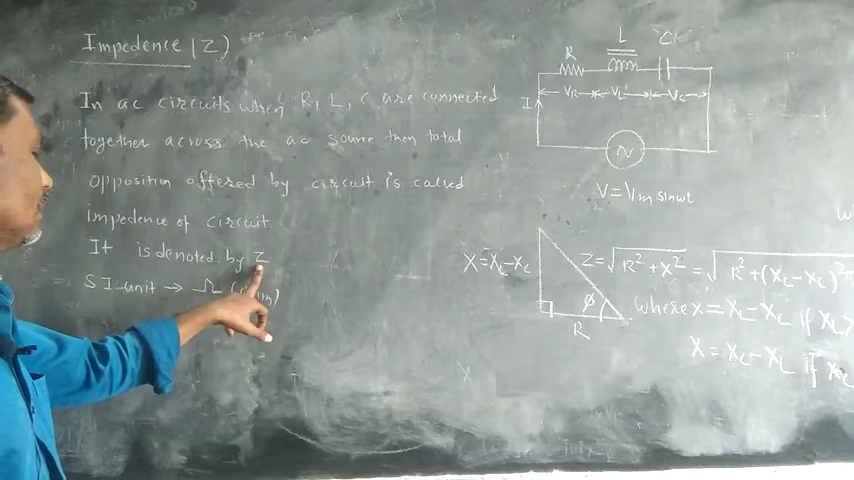 Impedence (Z)
In ac circuits when R, L, C are connected
together across the ac source then total
opposition offered by circuit is called
impedence of circuit.
It is denoted by Z
SI unit → Ω
R L C
V_R V_L V_C
I
V = V_m sin ωt
X = X_L - X_C
Z = √R² + X² = √R² + (X_L - X_C)²
φ
R
where X = X_L - X_C if X_L >
X = X_C - X_L if X_C